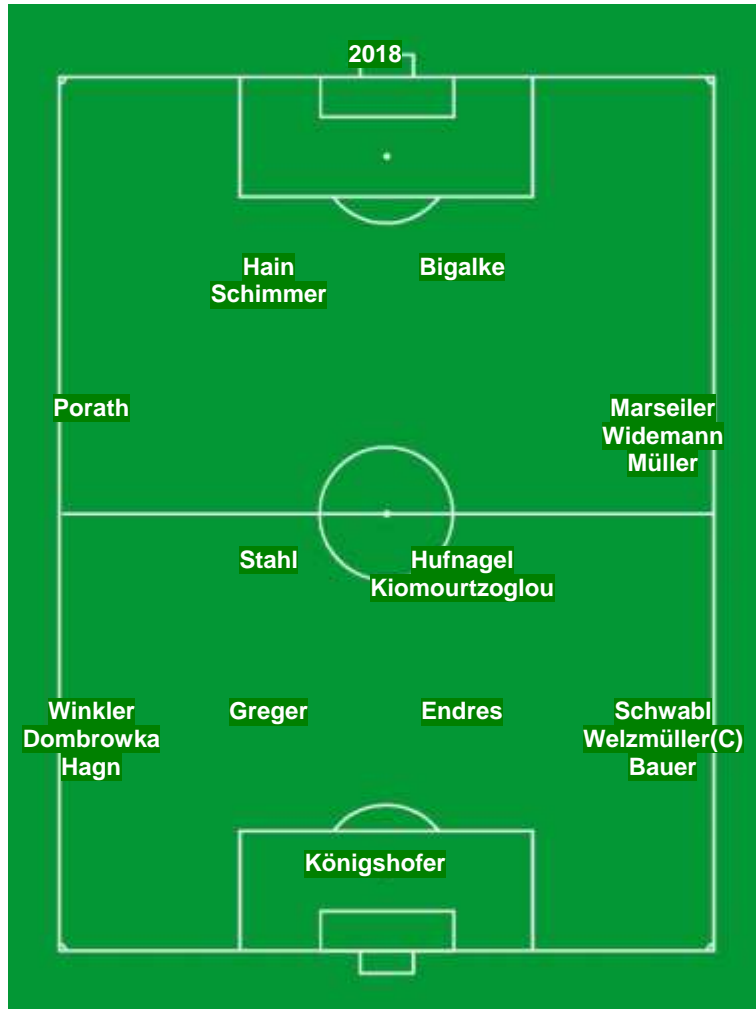 2018
Hain
Schimmer
Bigalke
Porath
Marseiler
Widemann
Müller
Stahl
Hufnagel
Kiomourtzoglou
Winkler
Dombrowka
Hagn
Greger
Endres
Schwabl
Welzmüller(C)
Bauer
Königshofer